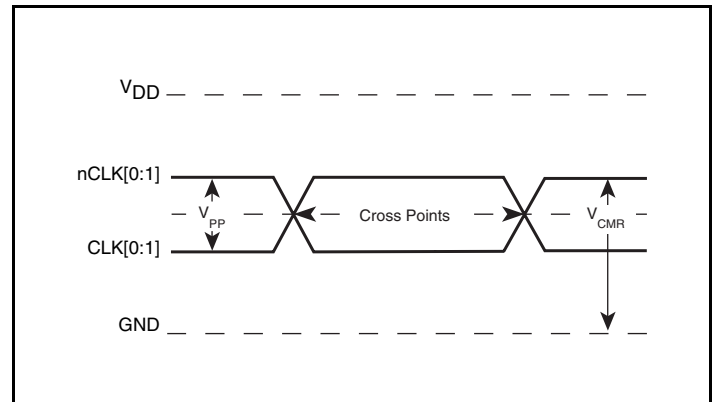 VDD
nCLK[0:1]
VPP
Cross Points
VCMR
CLK[0:1]
GND